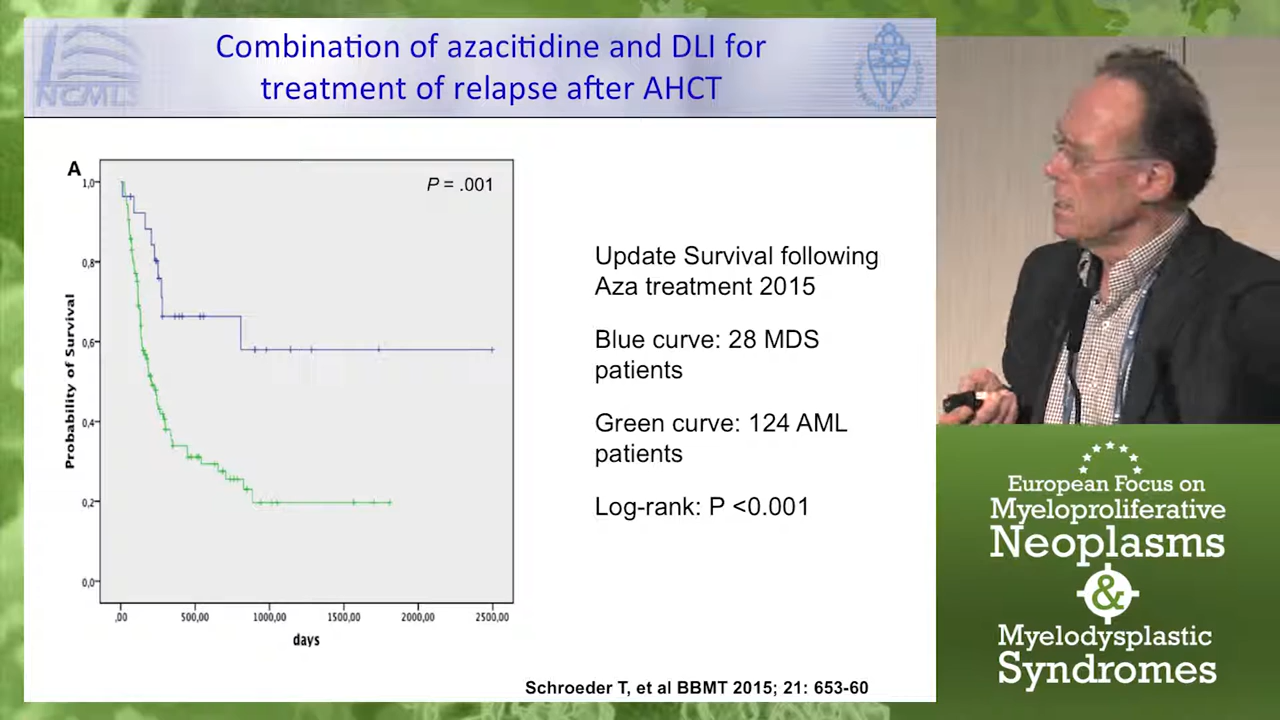 NCMLS
Combination of azacitidine and DLI for
treatment of relapse after AHCT
A
P = .001
Probability of Survival
1,0
0,8
0,6
0,4
0,2
0,0
,00
500,00
1000,00
1500,00
2000,00
2500,00
days
Update Survival following
Aza treatment 2015
Blue curve: 28 MDS
patients
Green curve: 124 AML
patients
Log-rank: P <0.001
Schroeder T, et al BBMT 2015; 21: 653-60
European Focus on
Myeloproliferative
Neoplasms
&
Myelodysplastic
Syndromes